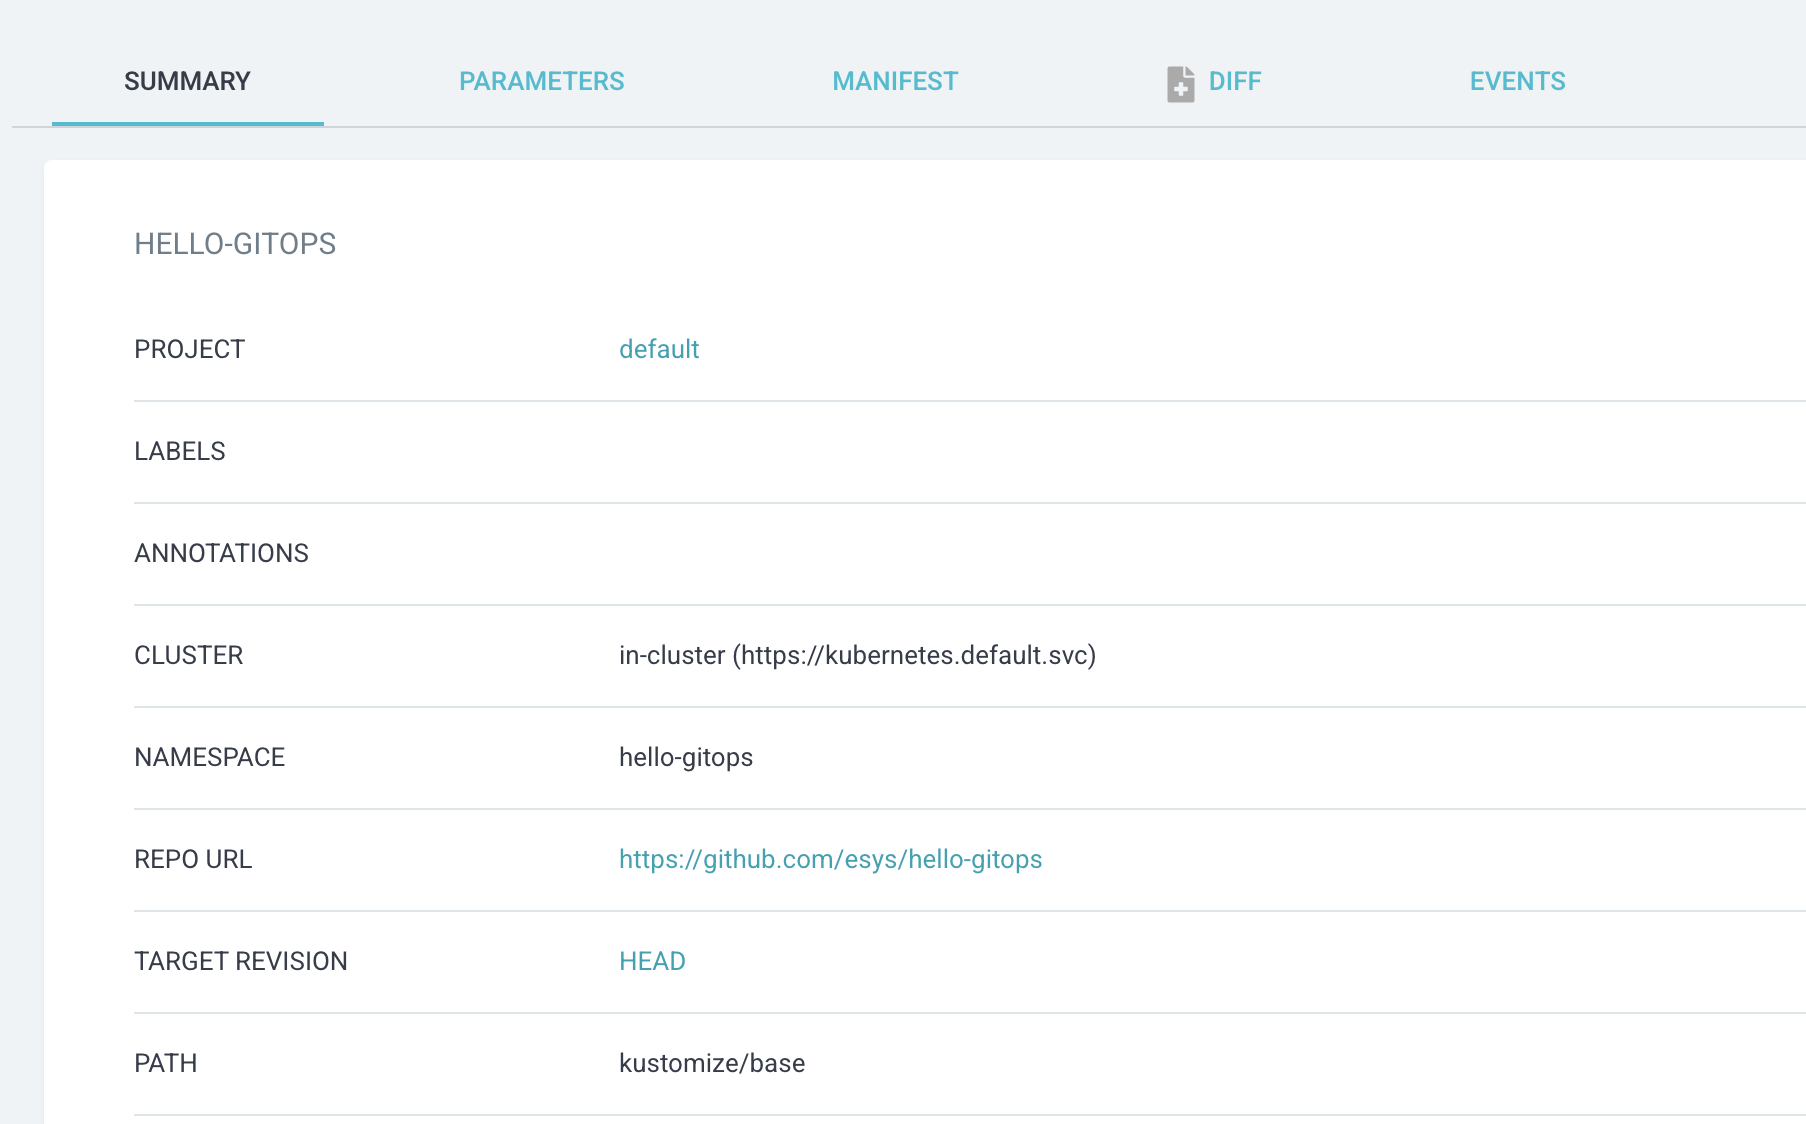 SUMMARY PARAMETERS MANIFEST DIFF EVENTS
HELLO-GITOPS
PROJECT default
LABELS
ANNOTATIONS
CLUSTER in-cluster (https://kubernetes.default.svc)
NAMESPACE hello-gitops
REPO URL https://github.com/esys/hello-gitops
TARGET REVISION HEAD
PATH kustomize/base